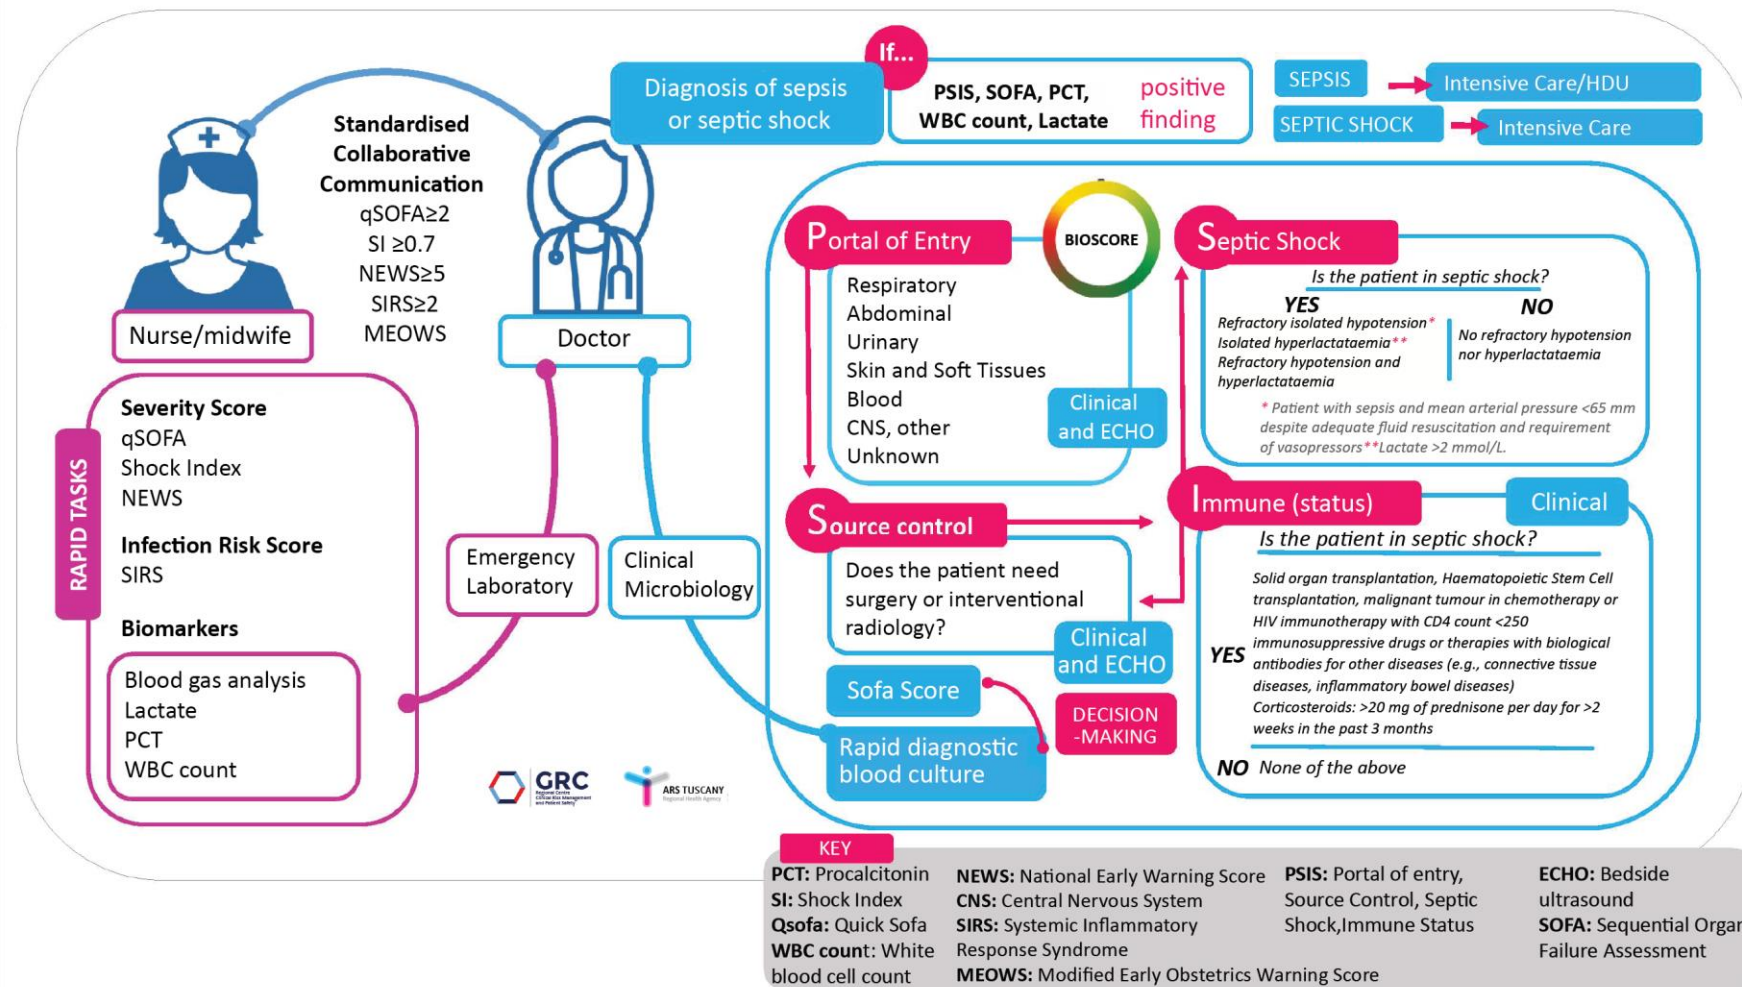 Standardised
Collaborative
Communication
qSOFA≥2
SI ≥0.7
NEWS≥5
SIRS≥2
MEOWS
Nurse/midwife
Doctor
RAPID TASKS
Severity Score
qSOFA
Shock Index
NEWS
Infection Risk Score
SIRS
Biomarkers
Blood gas analysis
Lactate
PCT
WBC count
Emergency
Laboratory
Clinical
Microbiology
GRC
Regional Centre
Clinical Risk Management
and Patient Safety
ARS TUSCANY
Regional Health Agency
Diagnosis of sepsis
or septic shock
If...
PSIS, SOFA, PCT,
WBC count, Lactate
positive
finding
SEPSIS
Intensive Care/HDU
SEPTIC SHOCK
Intensive Care
Portal of Entry
BIOSCORE
Respiratory
Abdominal
Urinary
Skin and Soft Tissues
Blood
CNS, other
Unknown
Clinical
and ECHO
Source control
Does the patient need
surgery or interventional
radiology?
Clinical
and ECHO
Sofa Score
DECISION
-MAKING
Rapid diagnostic
blood culture
Septic Shock
Is the patient in septic shock?
YES
Refractory isolated hypotension*
Isolated hyperlactataemia**
Refractory hypotension and
hyperlactataemia
NO
No refractory hypotension
nor hyperlactataemia
* Patient with sepsis and mean arterial pressure <65 mm
despite adequate fluid resuscitation and requirement
of vasopressors**Lactate >2 mmol/L.
Immune (status)
Clinical
Is the patient in septic shock?
YES
Solid organ transplantation, Haematopoietic Stem Cell
transplantation, malignant tumour in chemotherapy or
HIV immunotherapy with CD4 count <250
immunosuppressive drugs or therapies with biological
antibodies for other diseases (e.g., connective tissue
diseases, inflammatory bowel diseases)
Corticosteroids: >20 mg of prednisone per day for >2
weeks in the past 3 months
NO None of the above
KEY
PCT: Procalcitonin
SI: Shock Index
Qsofa: Quick Sofa
WBC count: White
blood cell count
NEWS: National Early Warning Score
CNS: Central Nervous System
SIRS: Systemic Inflammatory
Response Syndrome
MEOWS: Modified Early Obstetrics Warning Score
PSIS: Portal of entry,
Source Control, Septic
Shock,Immune Status
ECHO: Bedside
ultrasound
SOFA: Sequential Organ
Failure Assessment